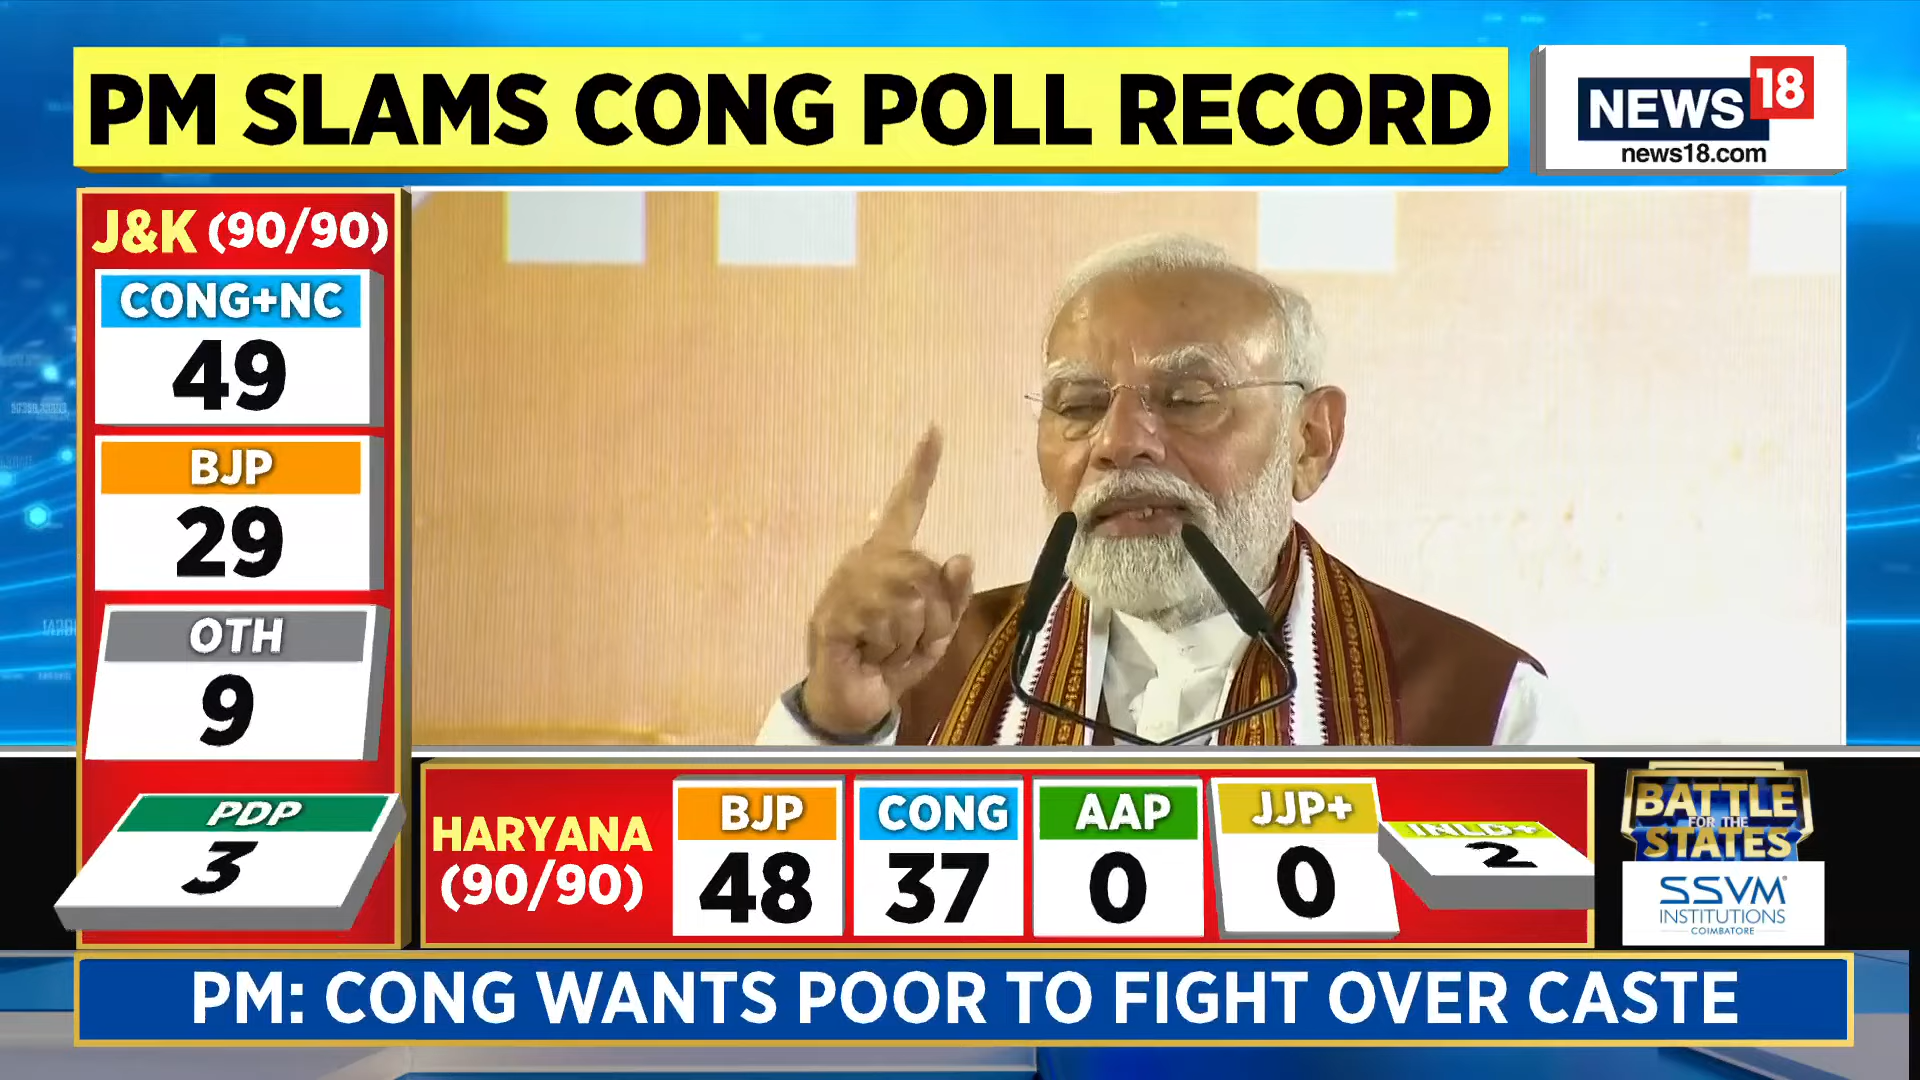 PM SLAMS CONG POLL RECORD
NEWS 18
news18.com
J&K (90/90)
CONG+NC
49
BJP
29
OTH
9
PDP
3
HARYANA
(90/90)
BJP
48
CONG
37
AAP
0
JJP+
0
INLD+
2
BATTLE
FOR THE
STATES
SSVM
INSTITUTIONS
COIMBATORE
PM: CONG WANTS POOR TO FIGHT OVER CASTE